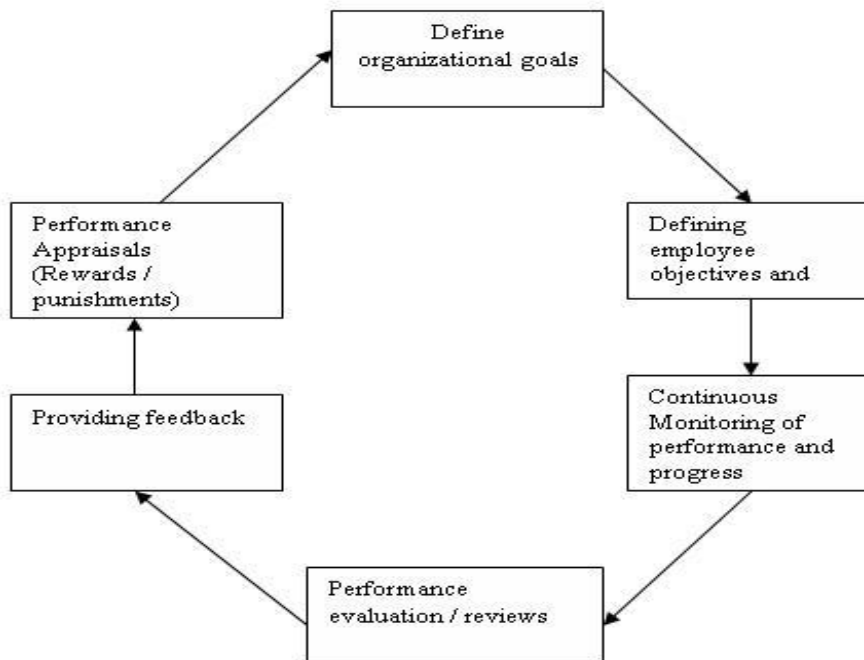 Define
organizational goals
Defining
employee
objectives and
Continuous
Monitoring of
performance and
progress
Performance
evaluation / reviews
Providing feedback
Performance
Appraisals
(Rewards /
punishments)